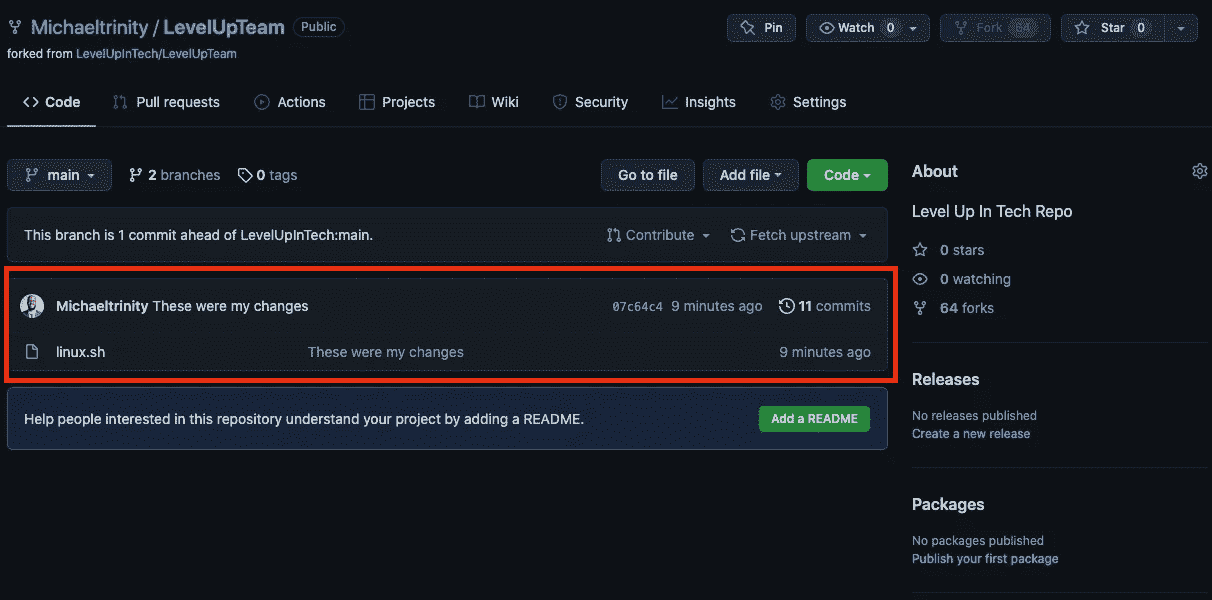 Michaeltrinity / LevelUpTeam Public
Pin Watch 0 Fork 64 Star 0
forked from LevelUpInTech/LevelUpTeam
Code Pull requests Actions Projects Wiki Security Insights Settings
main 2 branches 0 tags Go to file Add file Code
This branch is 1 commit ahead of LevelUpInTech:main. Contribute Fetch upstream
Michaeltrinity These were my changes 07c64c4 9 minutes ago 11 commits
linux.sh These were my changes 9 minutes ago
Help people interested in this repository understand your project by adding a README. Add a README
About
Level Up In Tech Repo
0 stars
0 watching
64 forks
Releases
No releases published
Create a new release
Packages
No packages published
Publish your first package